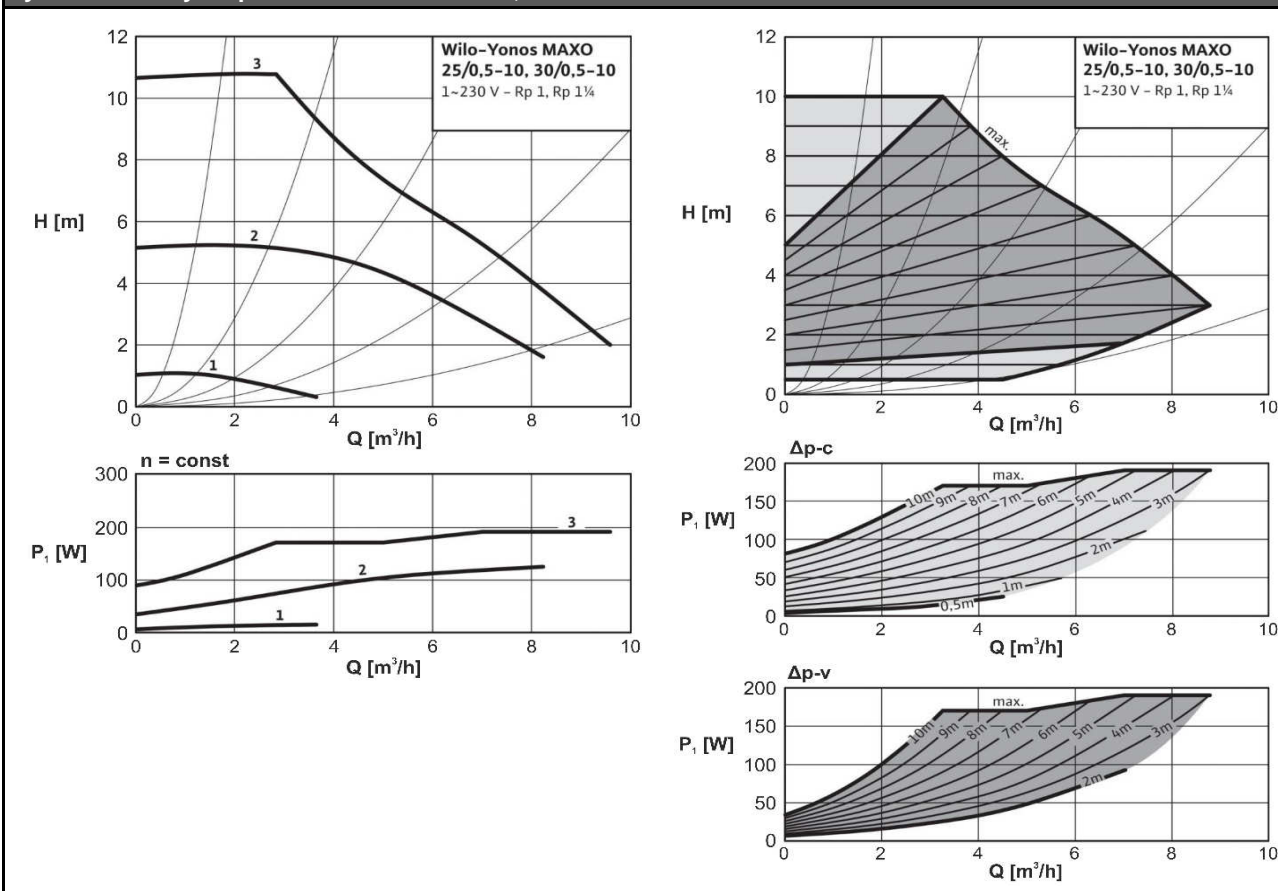 12
10
8
6
4
2
0
H [m]
3
2
1
Wilo-Yonos MAXO
25/0,5-10, 30/0,5-10
1~230 V - Rp 1, Rp 1¼
0 2 4 6 8 10
Q [m³/h]
n = const
300
200
100
0
P₁ [W]
3
2
1
0 2 4 6 8 10
Q [m³/h]
12
10
8
6
4
2
0
H [m]
max.
Wilo-Yonos MAXO
25/0,5-10, 30/0,5-10
1~230 V - Rp 1, Rp 1¼
0 2 4 6 8 10
Q [m³/h]
Δp-c
200
150
100
50
0
P₁ [W]
max.
10m 9m 8m 7m 6m 5m 4m 3m
2m
1m
0,5m
0 2 4 6 8 10
Q [m³/h]
Δp-v
200
150
100
50
0
P₁ [W]
max.
10m 9m 8m 7m 6m 5m 4m 3m
2m
0 2 4 6 8 10
Q [m³/h]